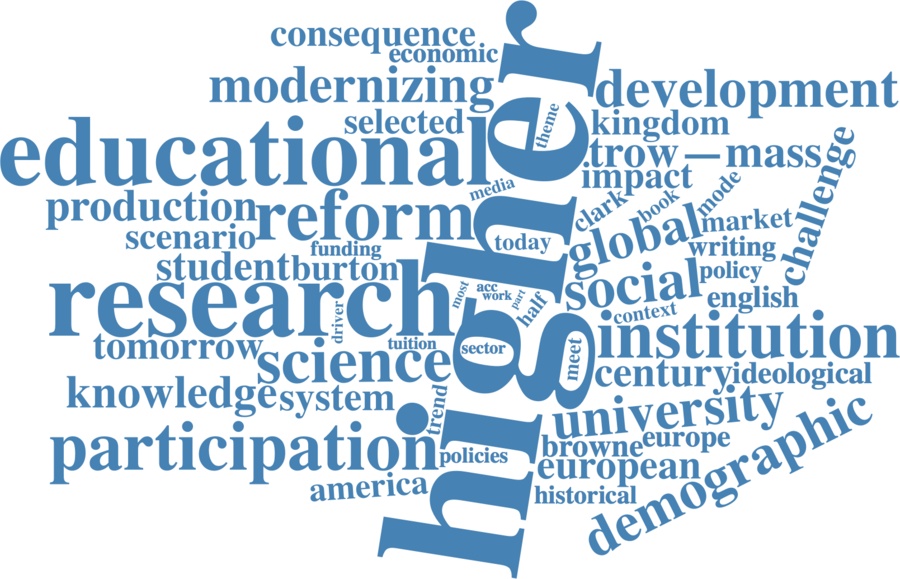 consequence
economic
modernizing
development
selected
kingdom
educational
higher
theme
trow — mass
challenge
impact
media
production
reform
clark
book
mode
market
scenario
funding
today
global
writing
student
burton
policy
social
research
most
acc
work
part
half
english
context
driver
tomorrow
tuition
sector
meet
institution
science
century
ideological
knowledge
system
trend
university
participation
policies
browne
europe
european
demographic
america
historical